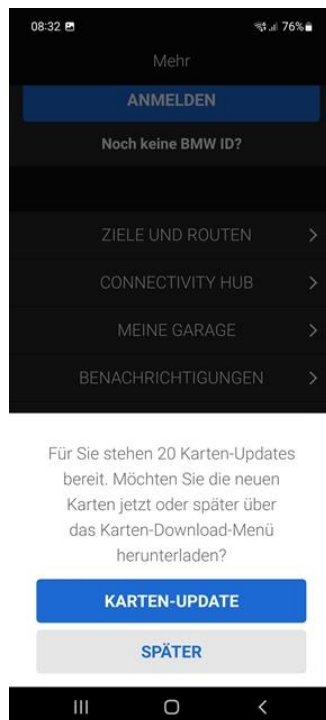 08:32 76%
Mehr
ANMELDEN
Noch keine BMW ID?
ZIELE UND ROUTEN
CONNECTIVITY HUB
MEINE GARAGE
BENACHRICHTIGUNGEN
Für Sie stehen 20 Karten-Updates
bereit. Möchten Sie die neuen
Karten jetzt oder später über
das Karten-Download-Menü
herunterladen?
KARTEN-UPDATE
SPÄTER